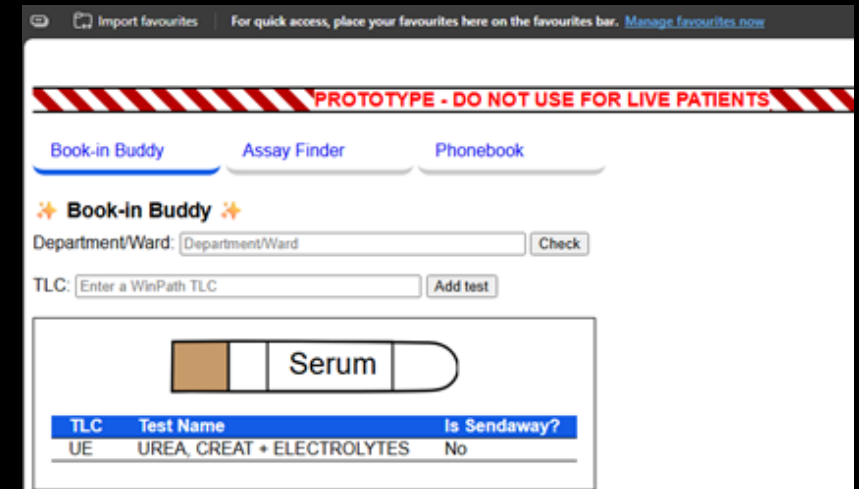 Import favourites | For quick access, place your favourites here on the favourites bar. Manage favourites now
PROTOTYPE - DO NOT USE FOR LIVE PATIENTS
Book-in Buddy Assay Finder Phonebook
✨ Book-in Buddy ✨
Department/Ward: Department/Ward Check
TLC: Enter a WinPath TLC Add test
Serum
TLC Test Name Is Sendaway?
UE UREA, CREAT + ELECTROLYTES No